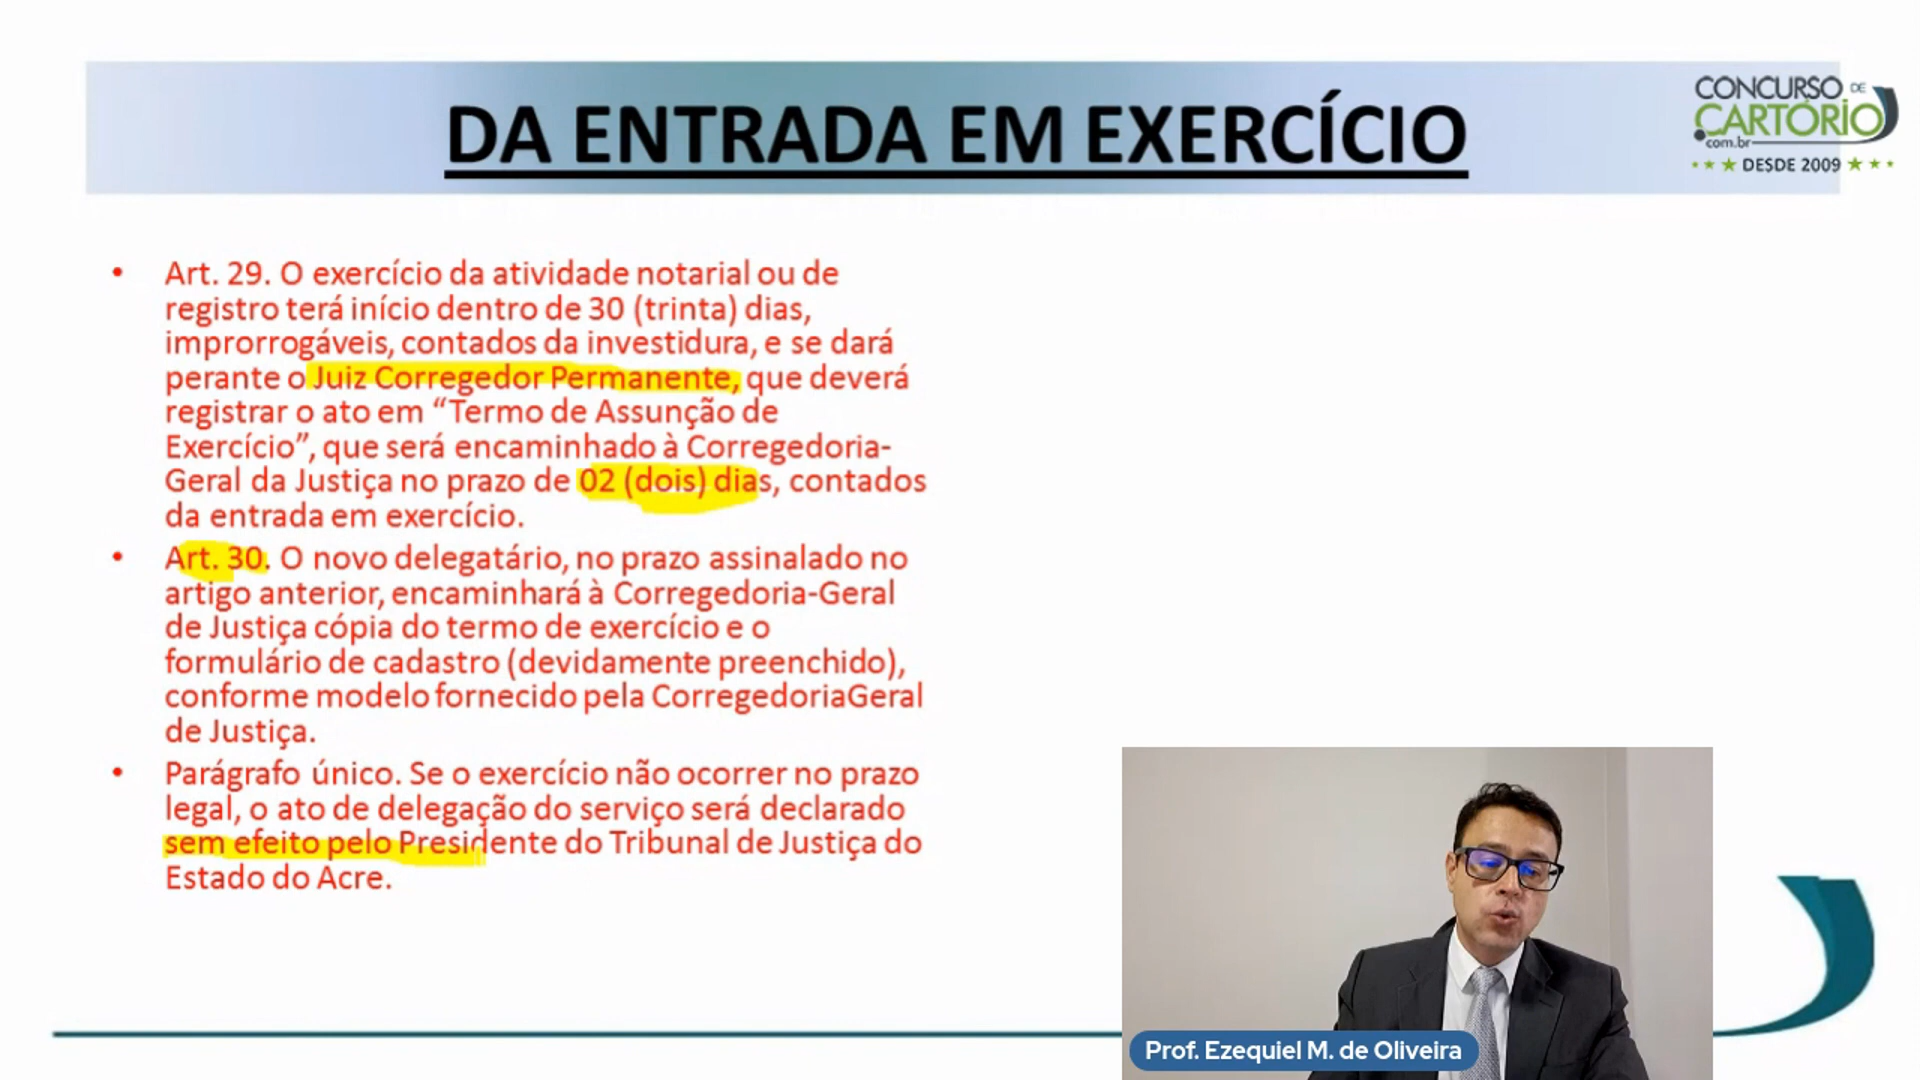 DA ENTRADA EM EXERCÍCIO
CONCURSO DE
CARTÓRIO
.com.br
DESDE 2009
• Art. 29. O exercício da atividade notarial ou de
registro terá início dentro de 30 (trinta) dias,
improrrogáveis, contados da investidura, e se dará
perante o Juiz Corregedor Permanente, que deverá
registrar o ato em “Termo de Assunção de
Exercício”, que será encaminhado à Corregedoria-
Geral da Justiça no prazo de 02 (dois) dias, contados
da entrada em exercício.
• Art. 30. O novo delegatário, no prazo assinalado no
artigo anterior, encaminhará à Corregedoria-Geral
de Justiça cópia do termo de exercício e o
formulário de cadastro (devidamente preenchido),
conforme modelo fornecido pela CorregedoriaGeral
de Justiça.
• Parágrafo único. Se o exercício não ocorrer no prazo
legal, o ato de delegação do serviço será declarado
sem efeito pelo Presidente do Tribunal de Justiça do
Estado do Acre.
Prof. Ezequiel M. de Oliveira